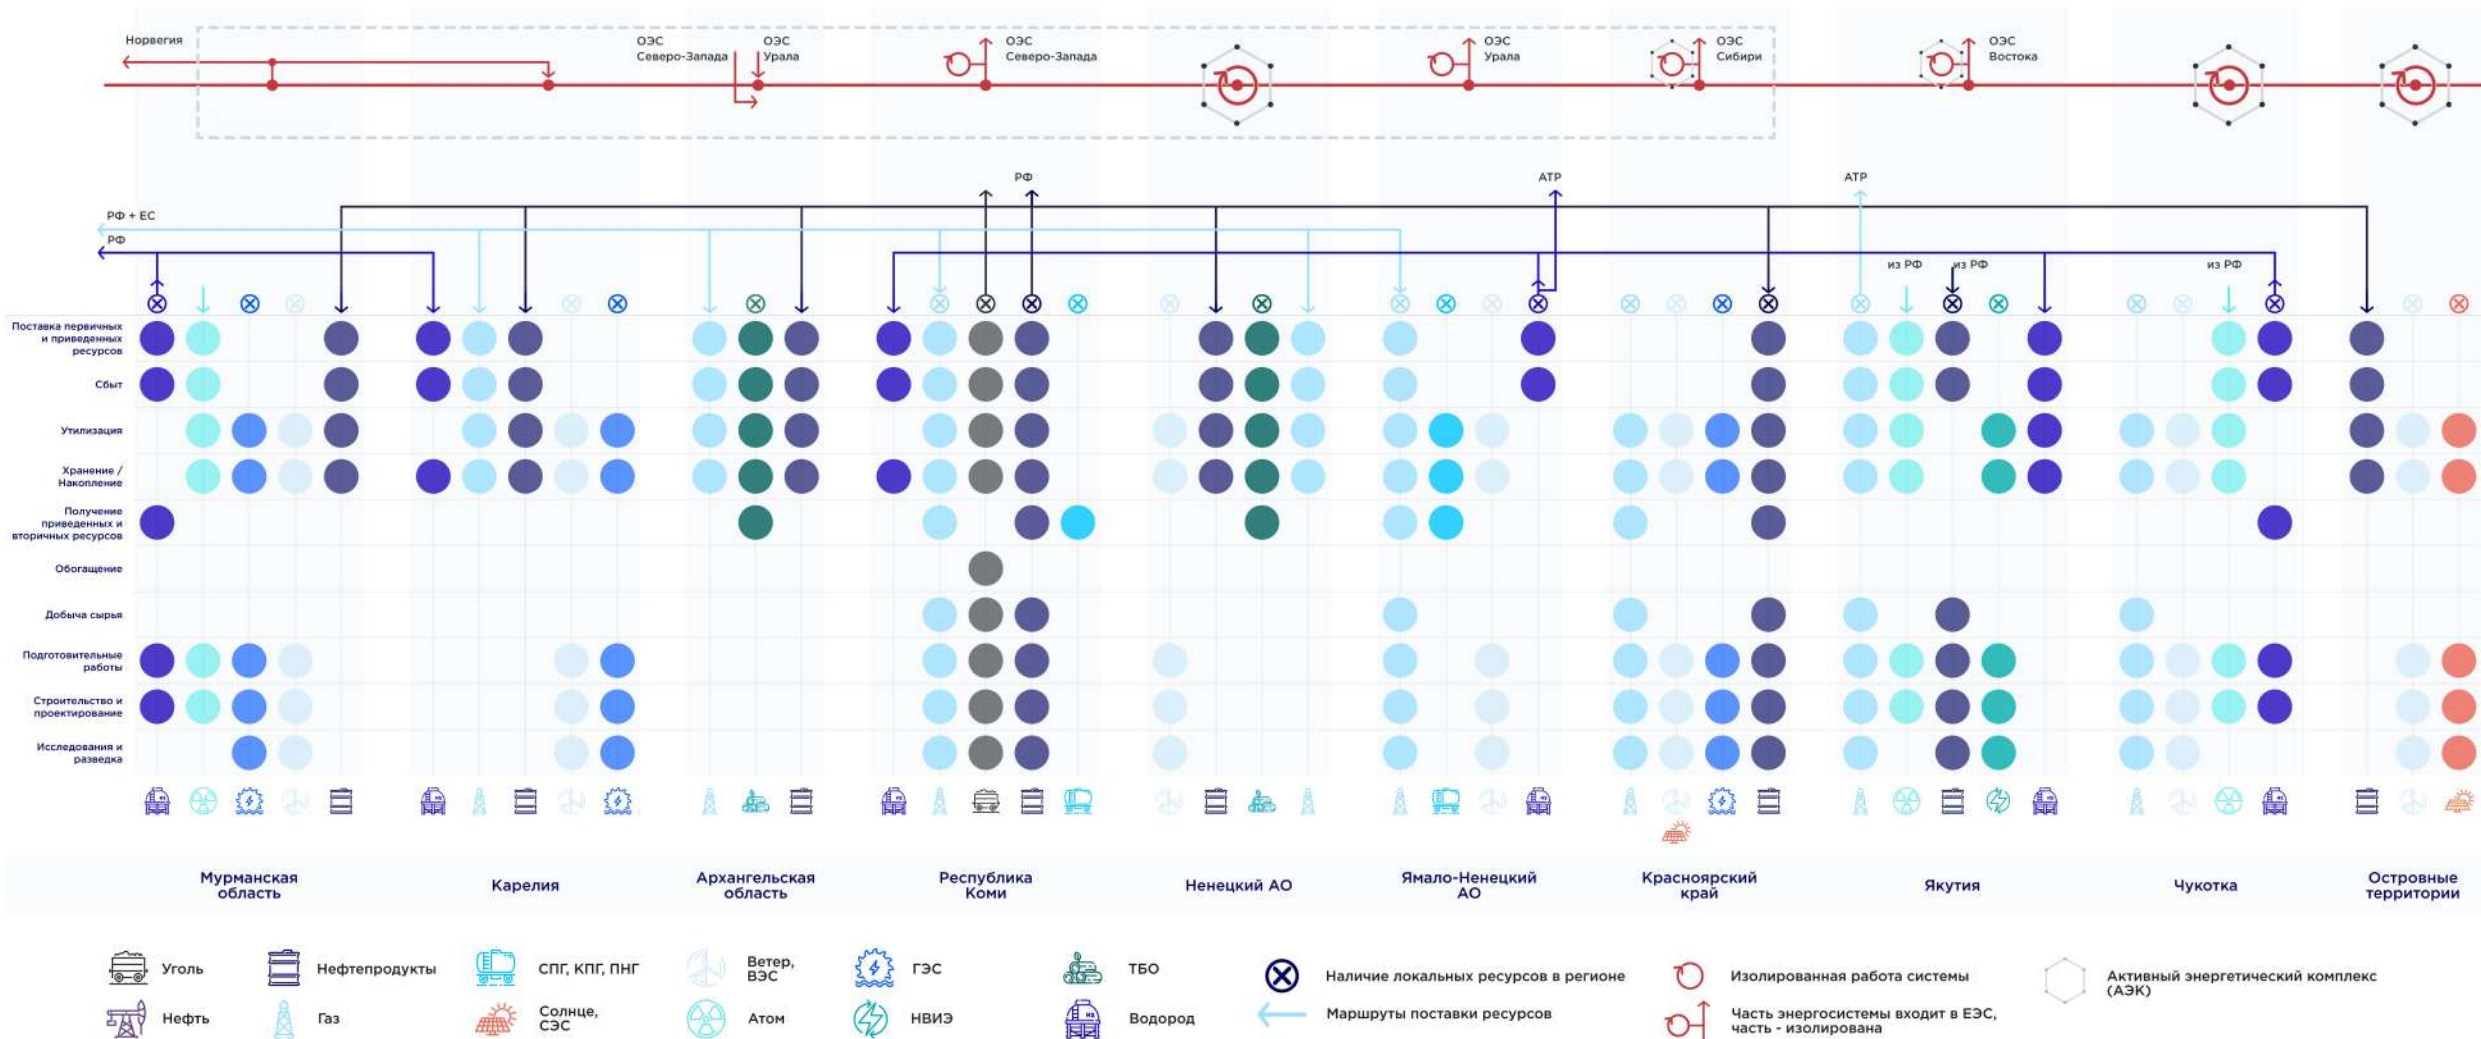 Норвегия
ОЭС
Северо-Запада
ОЭС
Урала
ОЭС
Северо-Запада
ОЭС
Урала
ОЭС
Сибири
ОЭС
Востока
РФ
АТР
АТР
РФ + ЕС
РФ
из РФ
из РФ
из РФ
Поставка первичных
и приведенных
ресурсов
Сбыт
Утилизация
Хранение /
Накопление
Получение
приведенных и
вторичных ресурсов
Обогащение
Добыча сырья
Подготовительные
работы
Строительство и
проектирование
Исследования и
разведка
Мурманская
область
Карелия
Архангельская
область
Республика
Коми
Ненецкий АО
Ямало-Ненецкий
АО
Красноярский
край
Якутия
Чукотка
Островные
территории
Уголь
Нефтепродукты
СПГ, КПГ, ПНГ
Ветер,
ВЭС
ГЭС
ТБО
Наличие локальных ресурсов в регионе
Изолированная работа системы
Активный энергетический комплекс
(АЭК)
Нефть
Газ
Солнце,
СЭС
Атом
НВИЭ
Водород
Маршруты поставки ресурсов
Часть энергосистемы входит в ЕЭС,
часть - изолирована